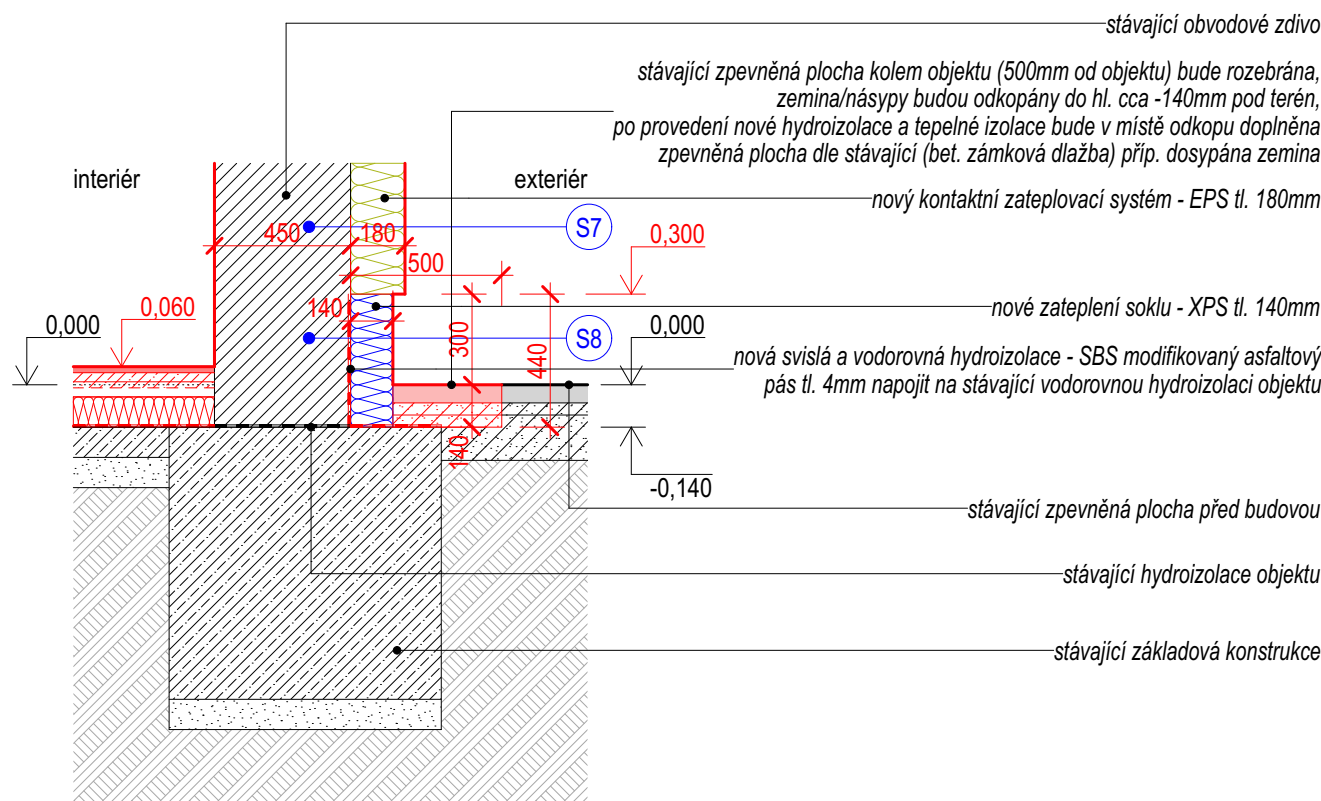 stávající obvodové zdivo
stávající zpevněná plocha kolem objektu (500mm od objektu) bude rozebrána,
zemina/násypy budou odkopány do hl. cca -140mm pod terén,
po provedení nové hydroizolace a tepelné izolace bude v místě odkopu doplněna
zpevněná plocha dle stávající (bet. zámková dlažba) příp. dosypána zemina
interiér
exteriér
nový kontaktní zateplovací systém - EPS tl. 180mm
450
180
S7
0,300
500
0,060
140
nové zateplení soklu - XPS tl. 140mm
0,000
S8
300
440
0,000
nová svislá a vodorovná hydroizolace - SBS modifikovaný asfaltový
pás tl. 4mm napojit na stávající vodorovnou hydroizolaci objektu
140
-0,140
stávající zpevněná plocha před budovou
stávající hydroizolace objektu
stávající základová konstrukce